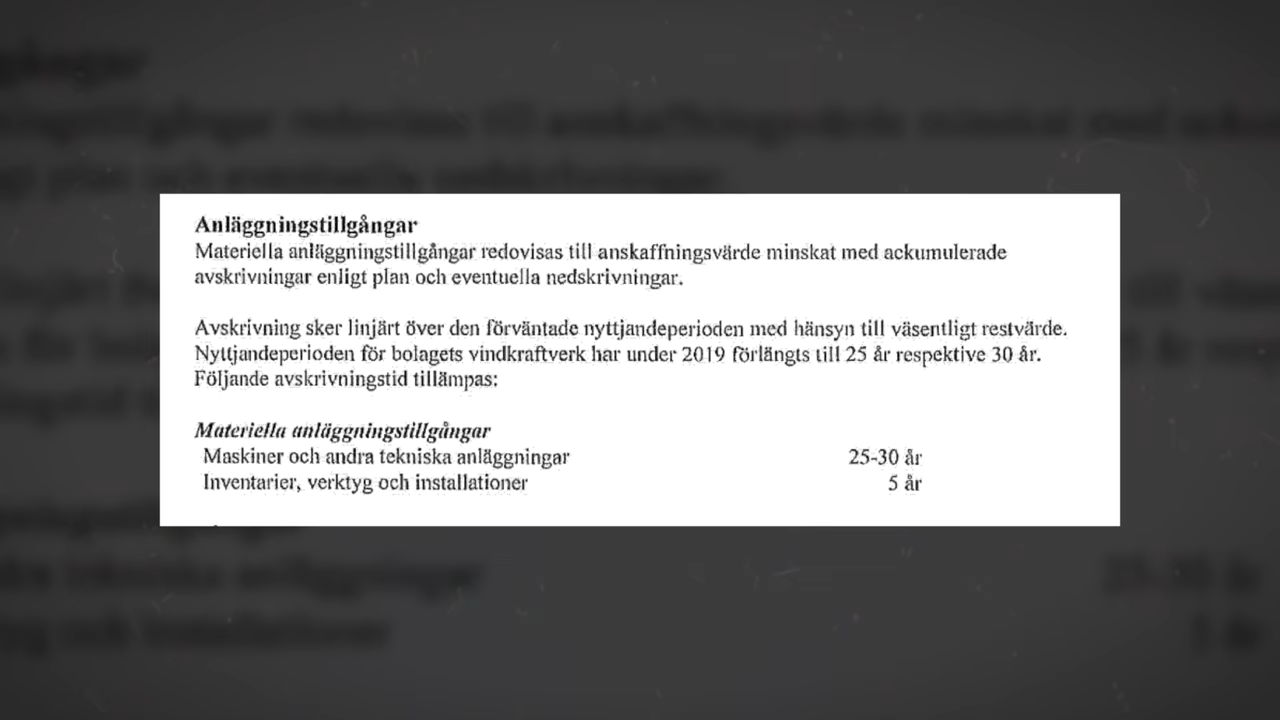 Anläggningstillgångar
Materiella anläggningstillgångar redovisas till anskaffningsvärde minskat med ackumulerade
avskrivningar enligt plan och eventuella nedskrivningar.
Avskrivning sker linjärt över den förväntade nyttjandeperioden med hänsyn till väsentligt restvärde.
Nyttjandeperioden för bolagets vindkraftverk har under 2019 förlängts till 25 år respektive 30 år.
Följande avskrivningstid tillämpas:
Materiella anläggningstillgångar
Maskiner och andra tekniska anläggningar 25-30 år
Inventarier, verktyg och installationer 5 år